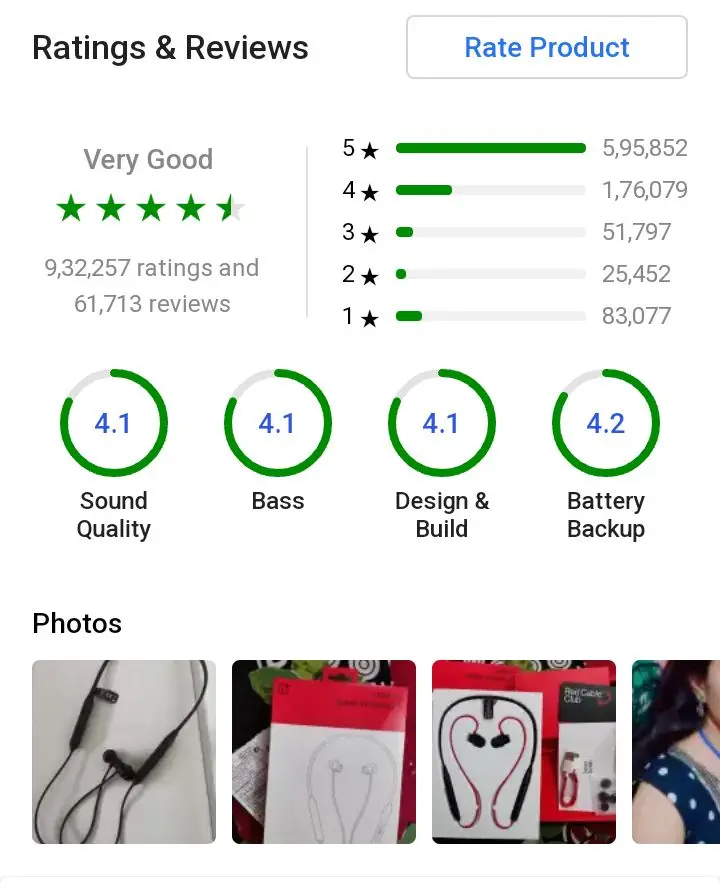 Ratings & Reviews
Rate Product
Very Good
9,32,257 ratings and
61,713 reviews
5 ★ 5,95,852
4 ★ 1,76,079
3 ★ 51,797
2 ★ 25,452
1 ★ 83,077
4.1
Sound
Quality
4.1
Bass
4.1
Design &
Build
4.2
Battery
Backup
Photos
Red Cable
Club